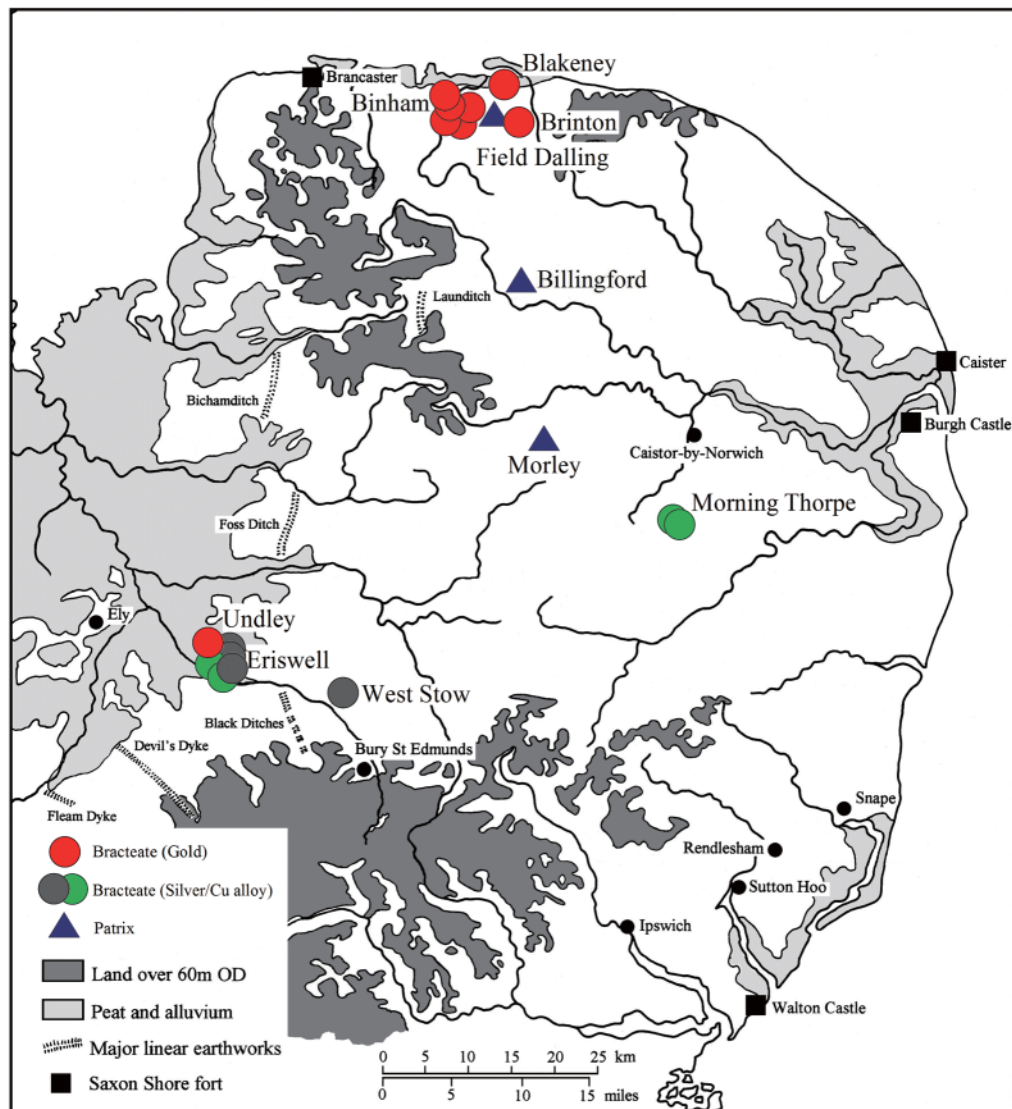 Blakeney
Brancaster
Binham
Brinton
Field Dalling
Billingford
Launditch
Caister
Bichamditch
Burgh Castle
Caistor-by-Norwich
Morley
Morning Thorpe
Foss Ditch
Ely
Undley
Eriswell
West Stow
Black Ditches
Devil's Dyke
Bury St Edmunds
Snape
Fleam Dyke
Rendlesham
Sutton Hoo
Ipswich
Walton Castle
Bracteate (Gold)
Bracteate (Silver/Cu alloy)
Patrix
Land over 60m OD
Peat and alluvium
Major linear earthworks
Saxon Shore fort
0 5 10 15 20 25 km
0 5 10 15 miles